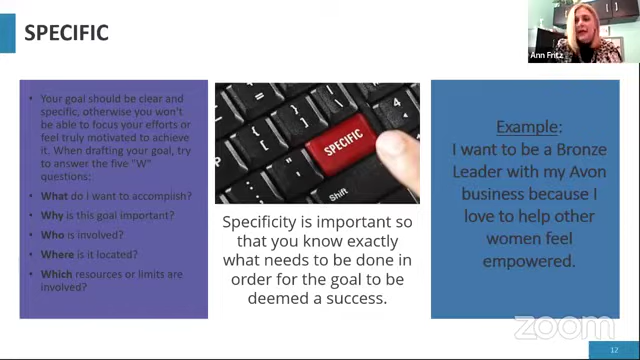 SPECIFIC
Ann Fritz
Your goal should be clear and
specific, otherwise you won't
be able to focus your efforts or
feel truly motivated to achieve
it. When drafting your goal, try
to answer the five "W"
questions:
What do I want to accomplish?
Why is this goal important?
Who is involved?
Where is it located?
Which resources or limits are
involved?
SPECIFIC
Shift
Specificity is important so
that you know exactly
what needs to be done in
order for the goal to be
deemed a success.
Example:
I want to be a Bronze
Leader with my Avon
business because I
love to help other
women feel
empowered.
zoom
12